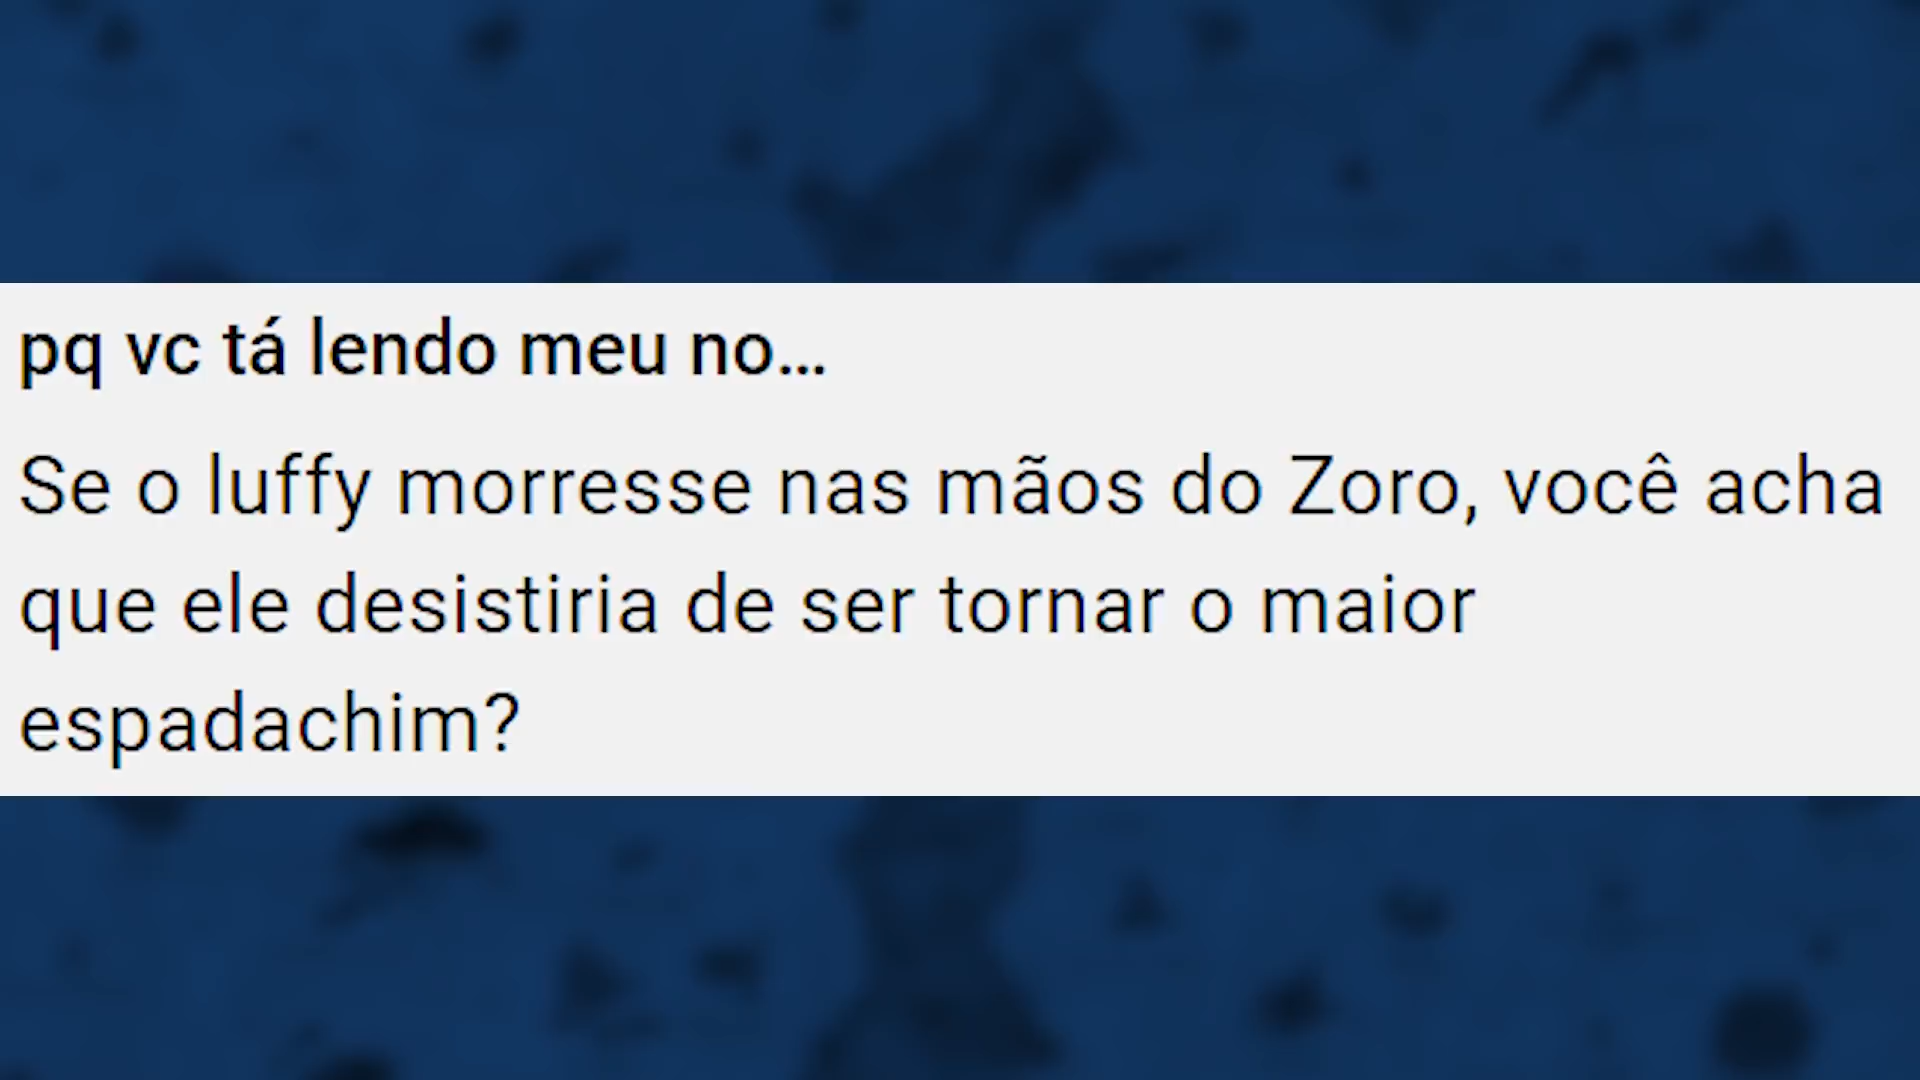 pq vc tá lendo meu no...
Se o luffy morresse nas mãos do Zoro, você acha
que ele desistiria de ser tornar o maior
espadachim?